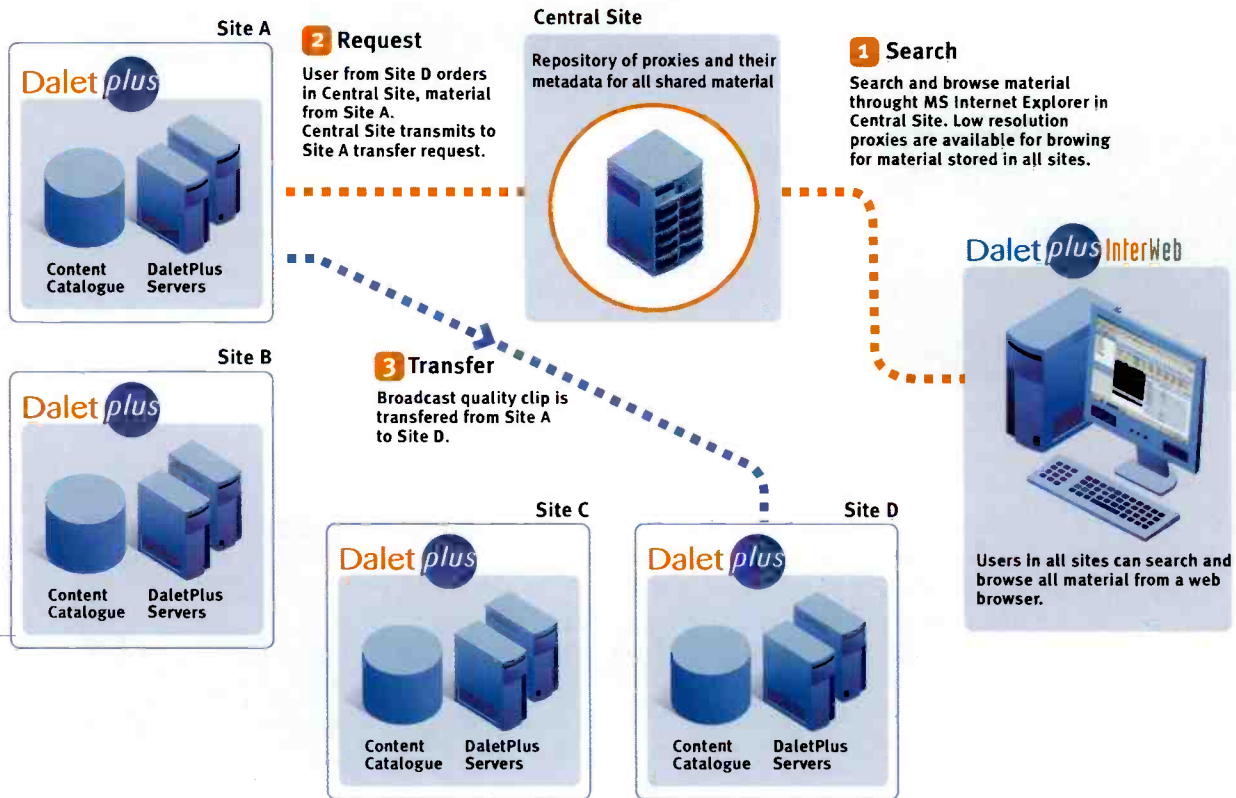 Site A
Dalet plus
Content
Catalogue
DaletPlus
Servers
2 Request
User from Site D orders
in Central Site, material
from Site A.
Central Site transmits to
Site A transfer request.
Central Site
Repository of proxies and their
metadata for all shared material
1 Search
Search and browse material
throught MS Internet Explorer in
Central Site. Low resolution
proxies are available for browing
for material stored in all sites.
Dalet plus InterWeb
Users in all sites can search and
browse all material from a web
browser.
3 Transfer
Broadcast quality clip is
transfered from Site A
to Site D.
Site B
Dalet plus
Content
Catalogue
DaletPlus
Servers
Site C
Dalet plus
Content
Catalogue
DaletPlus
Servers
Site D
Dalet plus
Content
Catalogue
DaletPlus
Servers